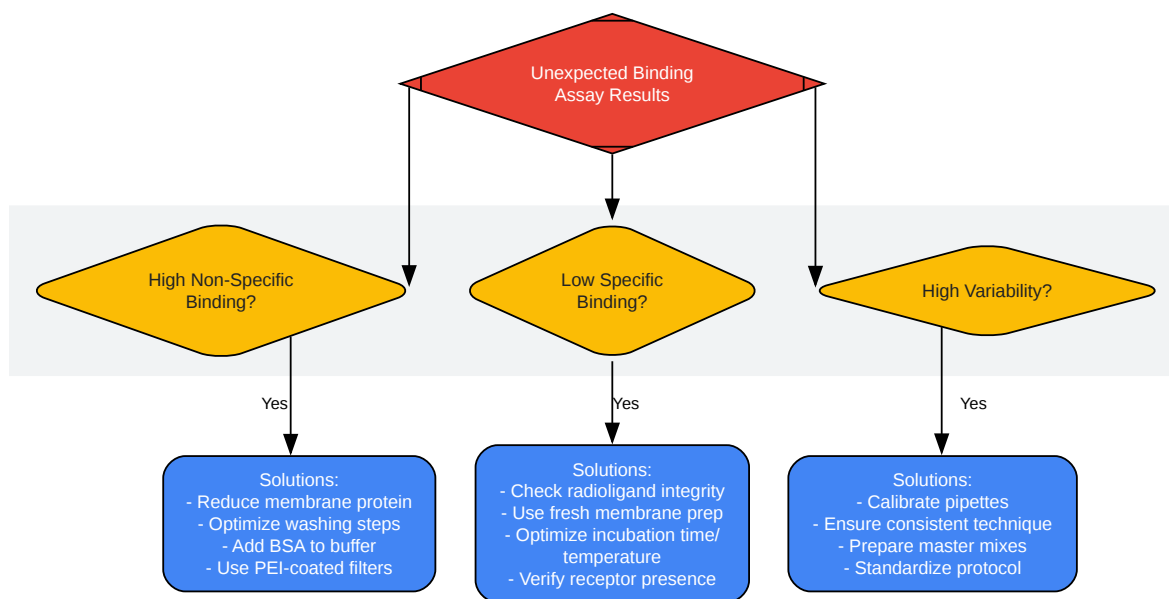 Unexpected Binding
Assay Results
High Non-Specific
Binding?
Low Specific
Binding?
High Variability?
Yes
Yes
Yes
Solutions:
- Reduce membrane protein
- Optimize washing steps
- Add BSA to buffer
- Use PEI-coated filters
Solutions:
- Check radioligand integrity
- Use fresh membrane prep
- Optimize incubation time/
temperature
- Verify receptor presence
Solutions:
- Calibrate pipettes
- Ensure consistent technique
- Prepare master mixes
- Standardize protocol